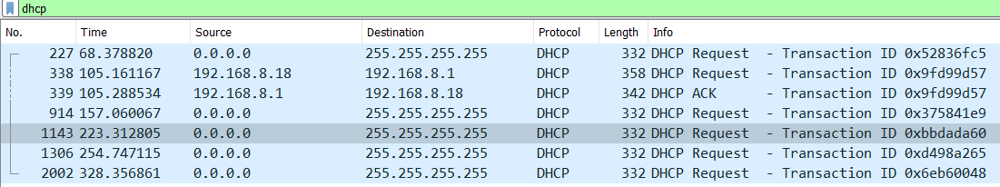 dhcp
No. Time Source Destination Protocol Length Info
227 68.378820 0.0.0.0 255.255.255.255 DHCP 332 DHCP Request - Transaction ID 0x52836fc5
338 105.161167 192.168.8.18 192.168.8.1 DHCP 358 DHCP Request - Transaction ID 0x9fd99d57
339 105.288534 192.168.8.1 192.168.8.18 DHCP 342 DHCP ACK - Transaction ID 0x9fd99d57
914 157.060067 0.0.0.0 255.255.255.255 DHCP 332 DHCP Request - Transaction ID 0x375841e9
1143 223.312805 0.0.0.0 255.255.255.255 DHCP 332 DHCP Request - Transaction ID 0xbbdada60
1306 254.747115 0.0.0.0 255.255.255.255 DHCP 332 DHCP Request - Transaction ID 0xd498a265
2002 328.356861 0.0.0.0 255.255.255.255 DHCP 332 DHCP Request - Transaction ID 0x6eb60048